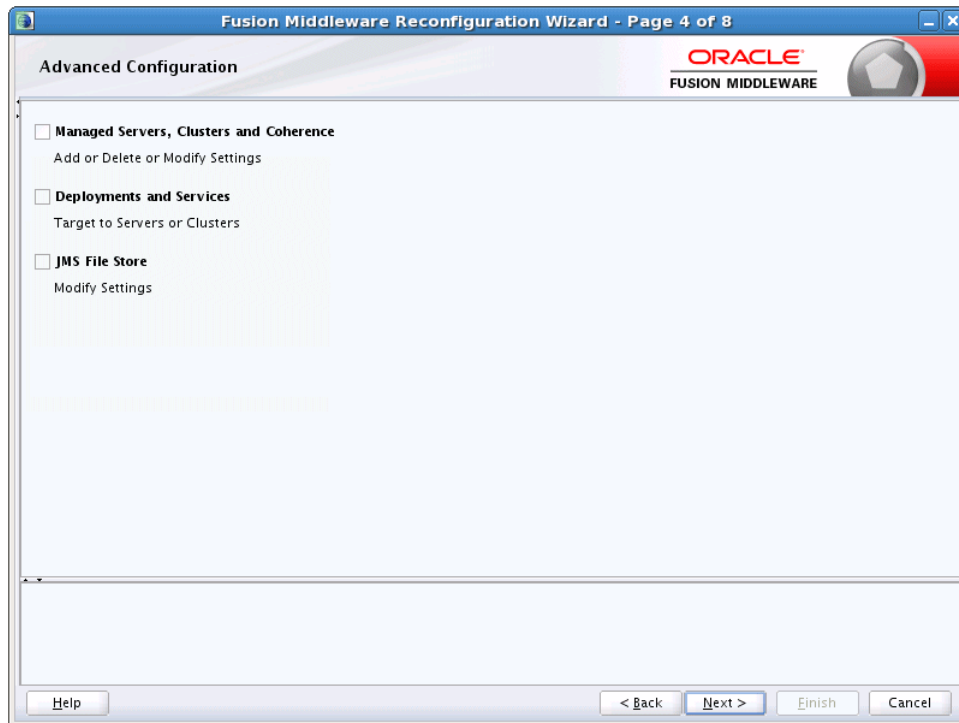 Fusion Middleware Reconfiguration Wizard - Page 4 of 8
Advanced Configuration
ORACLE
FUSION MIDDLEWARE
Managed Servers, Clusters and Coherence
Add or Delete or Modify Settings
Deployments and Services
Target to Servers or Clusters
JMS File Store
Modify Settings
Help
< Back
Next >
Finish
Cancel